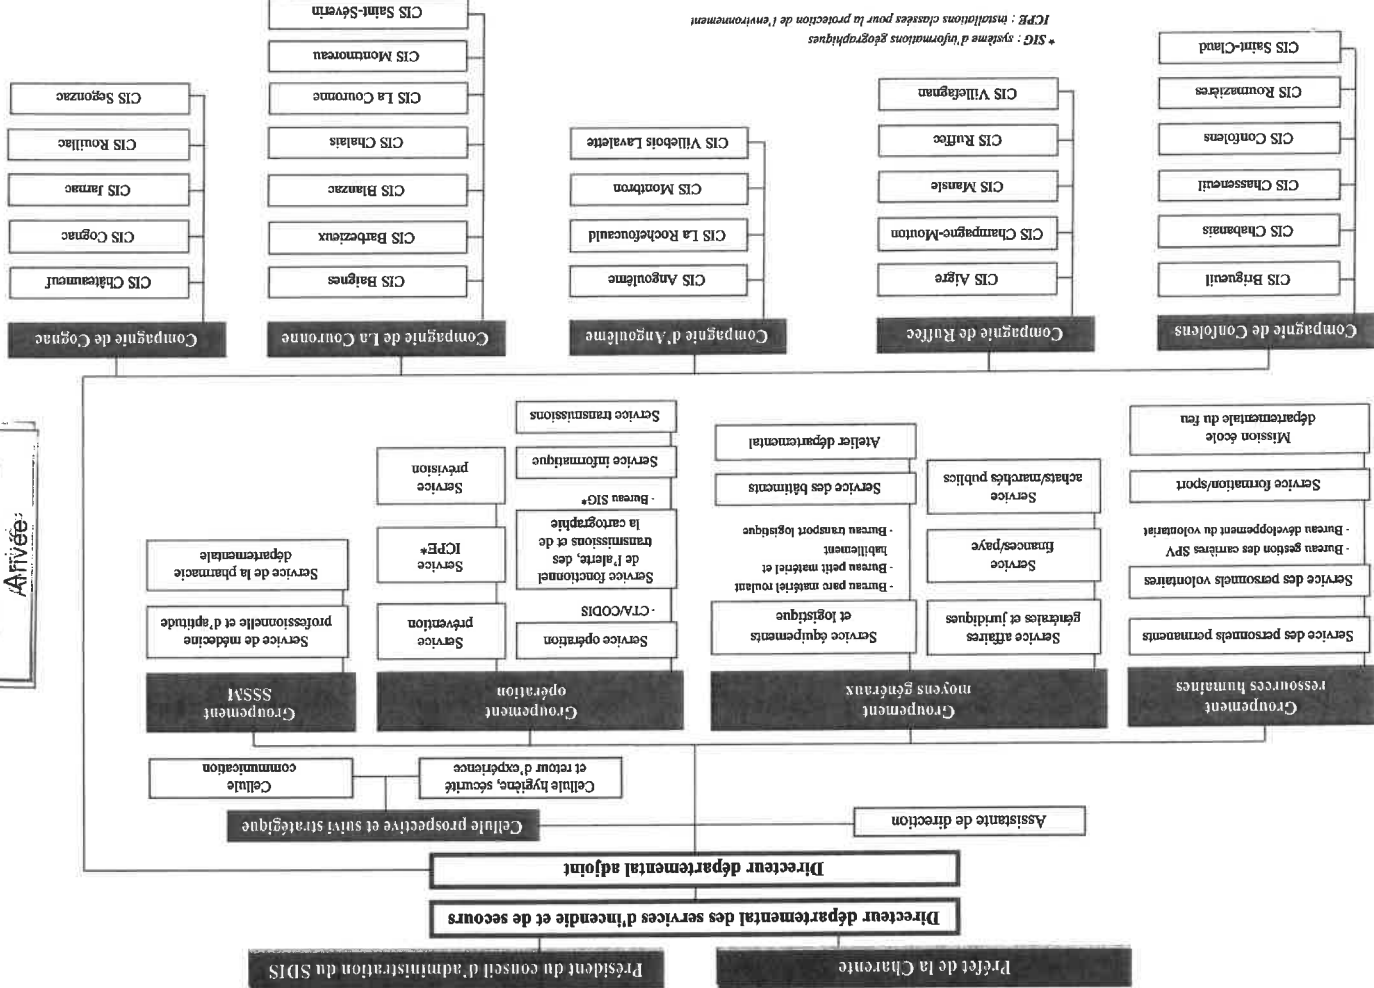 Préfet de la Charente
Président du conseil d'administration du SDIS
Directeur départemental des services d'incendie et de secours
Directeur départemental adjoint
Assistante de direction
Cellule prospective et suivi stratégique
Cellule hygiène, sécurité
et retour d'expérience
Cellule
communication
Groupement
ressources humaines
Service des personnels permanents
Service des personnels volontaires
- Bureau gestion des carrières SPV
- Bureau développement du volontariat
Service formation/sport
Mission école
départementale du feu
Groupement
moyens généraux
Service affaires
générales et juridiques
Service
finances/paye
Service
achats/marchés publics
Service équipements
et logistique
- Bureau parc matériel roulant
- Bureau petit matériel et
habillement
- Bureau transport logistique
Service des bâtiments
Atelier départemental
Groupement
opération
Service opération
- CTA/CODIS
Service fonctionnel
de l'alerte, des
transmissions et de
la cartographie
- Bureau SIG*
Service informatique
Service transmissions
Service
prévention
Service
ICPE*
Service
prévision
Groupement
SSSM
Service de médecine
professionnelle et d'aptitude
Service de la pharmacie
départementale
Compagnie de Confolens
CIS Brigueuil
CIS Chabanais
CIS Chasseneuil
CIS Confolens
CIS Roumazières
CIS Saint-Claud
Compagnie de Ruffec
CIS Aigre
CIS Champagne-Mouton
CIS Mansle
CIS Ruffec
CIS Villefagnan
Compagnie d'Angoulême
CIS Angoulême
CIS La Rochefoucauld
CIS Montbron
CIS Villebois Lavalette
Compagnie de La Couronne
CIS Baignes
CIS Barbezieux
CIS Blanzac
CIS Chalais
CIS La Couronne
CIS Montmoreau
CIS Saint-Séverin
Compagnie de Cognac
CIS Châteauneuf
CIS Cognac
CIS Jarnac
CIS Rouillac
CIS Segonzac
* SIG : système d'informations géographiques
ICPE : installations classées pour la protection de l'environnement
Arivée: